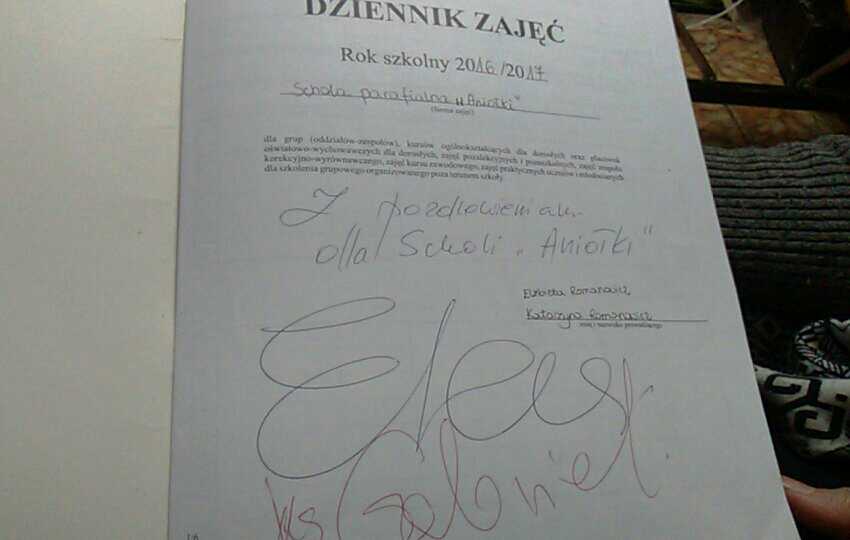 DZIENNIK ZAJĘĆ
Rok szkolny 2016/2017
Schola parafialna „Aniołki"
(forma zajęć)
dla grup (oddziałów-zespołów), kursów ogólnokształcących dla dorosłych oraz placówek
oświatowo-wychowawczych dla dorosłych, zajęć pozalekcyjnych i pozaszkolnych, zajęć zespołu
korekcyjno-wyrównawczego, zajęć kursu zawodowego, zajęć praktycznych uczniów i młodocianych
dla szkolenia grupowego organizowanego poza terenem szkoły.
Z pozdrowieniam
dla Scholi „Aniołki"
Elżbieta Romanowicz
Katarzyna Romanowicz
imię i nazwisko prowadzącego
Ks Gabriel.